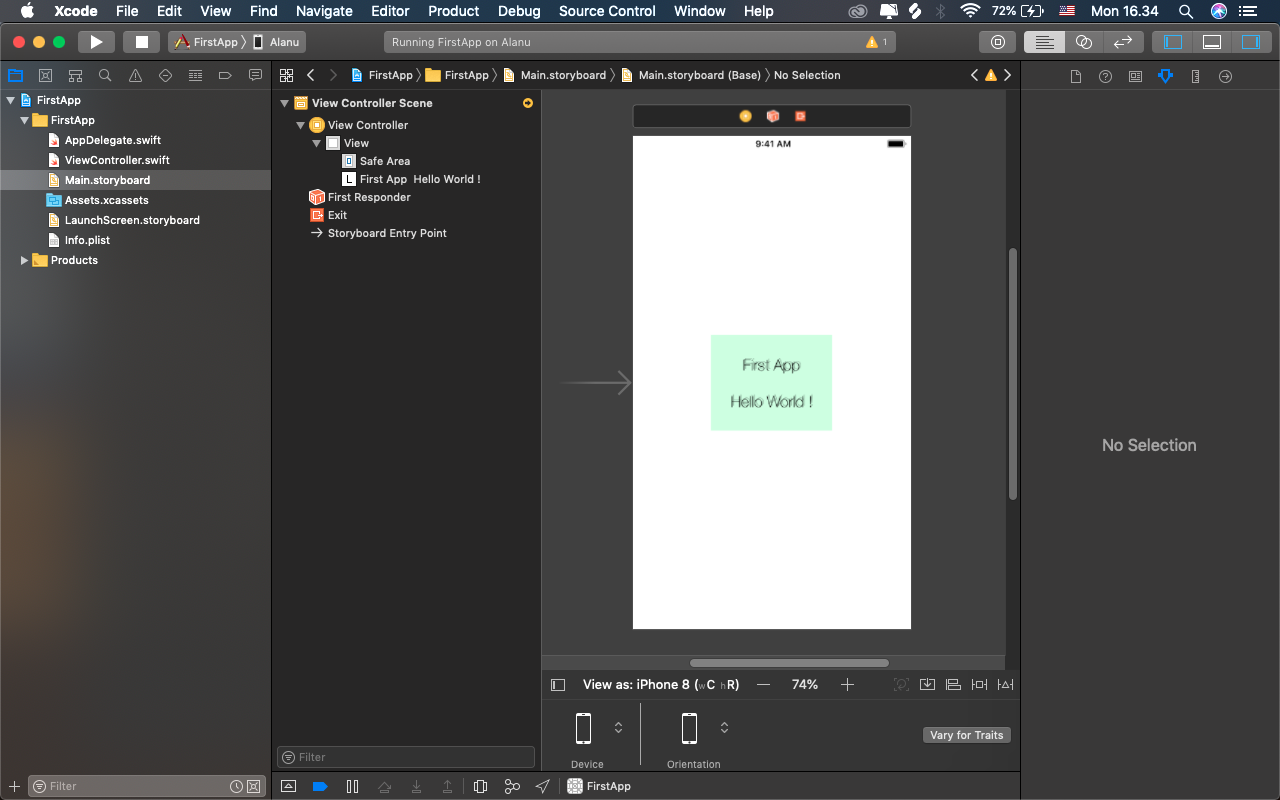 Xcode File Edit View Find Navigate Editor Product Debug Source Control Window Help 72% Mon 16.34
FirstApp Alanu Running FirstApp on Alanu 1
FirstApp FirstApp Main.storyboard Main.storyboard (Base) No Selection
FirstApp
FirstApp
AppDelegate.swift
ViewController.swift
Main.storyboard
Assets.xcassets
LaunchScreen.storyboard
Info.plist
Products
Filter
View Controller Scene
View Controller
View
Safe Area
L First App Hello World !
First Responder
Exit
Storyboard Entry Point
Filter
9:41 AM
First App
Hello World !
View as: iPhone 8 (wC hR) 74%
Device
Orientation
Vary for Traits
FirstApp
No Selection